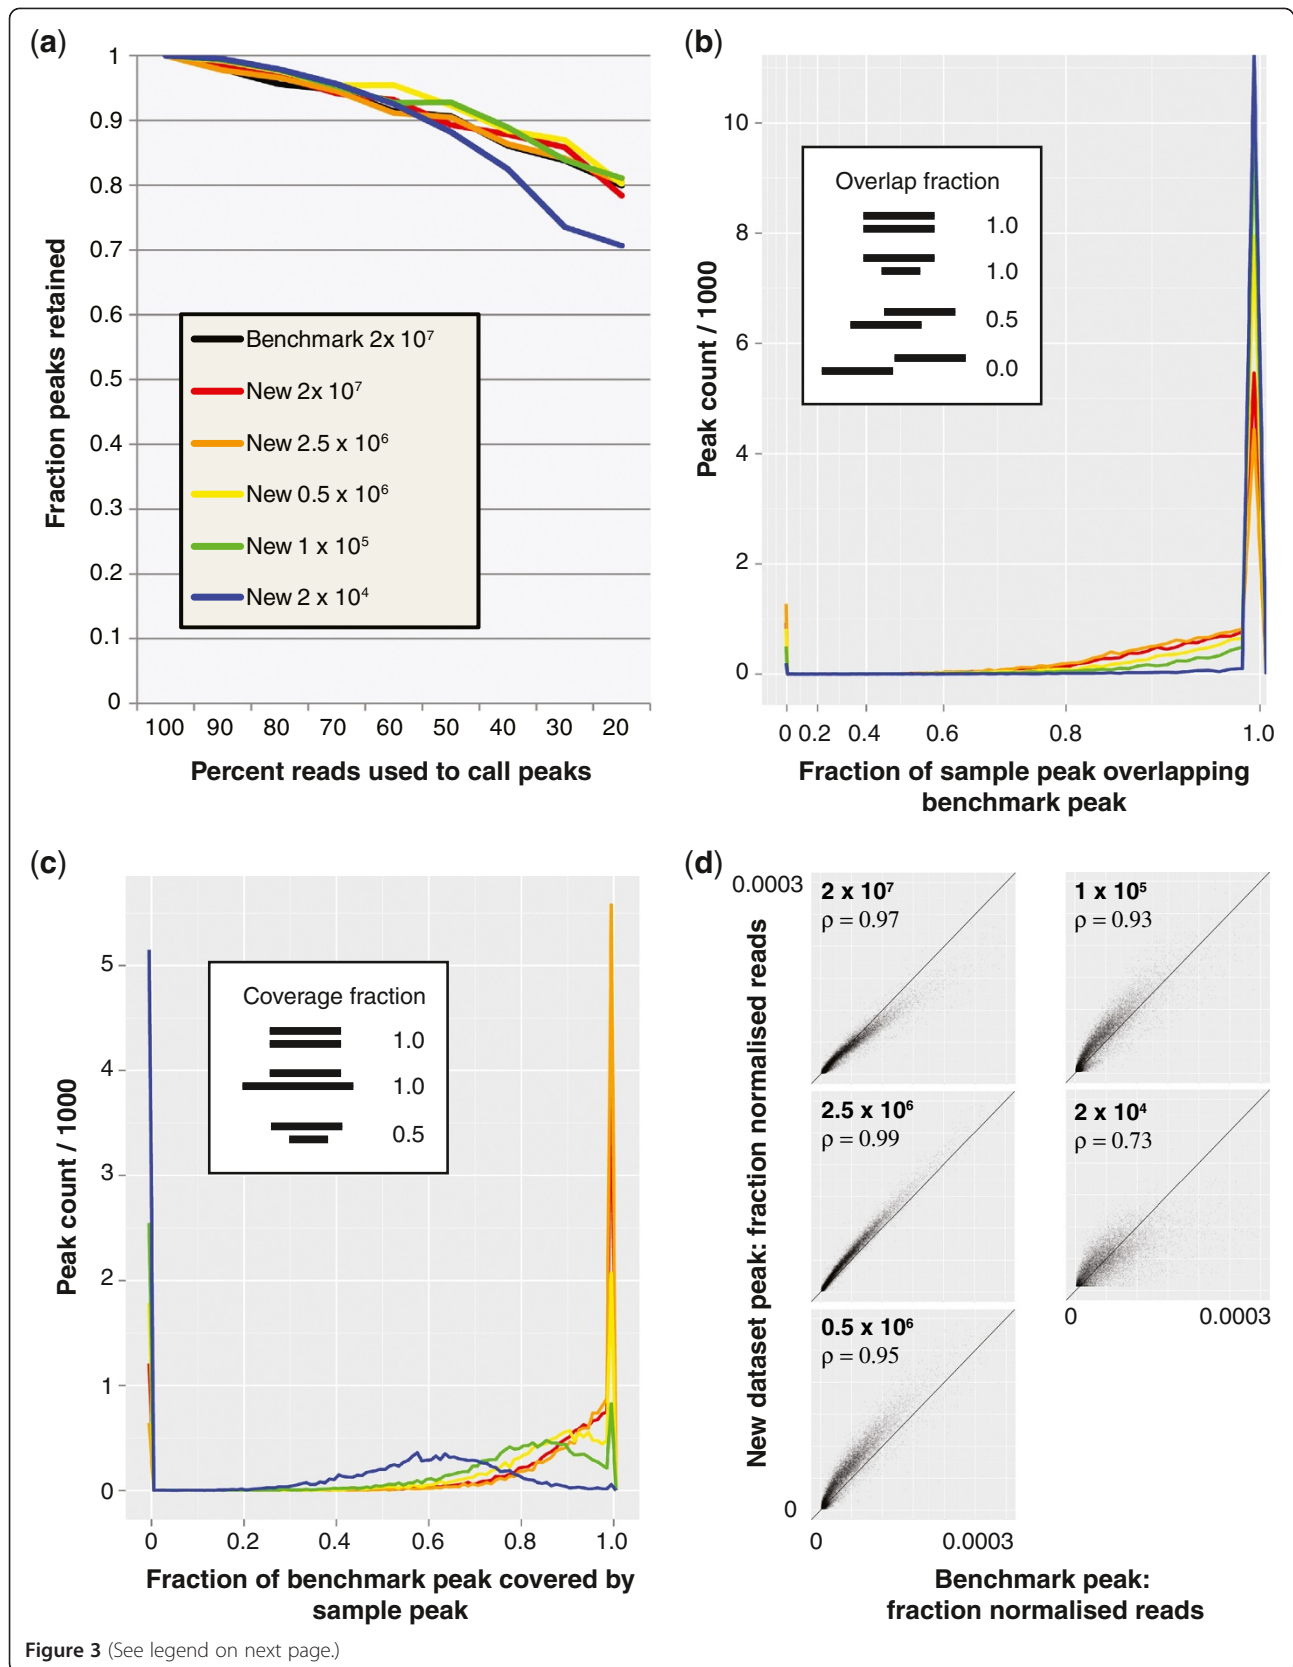 (a)
1
0.9
0.8
0.7
0.6
0.5
0.4
0.3
0.2
0.1
0
Fraction peaks retained
Benchmark 2x 10⁷
New 2x 10⁷
New 2.5 x 10⁶
New 0.5 x 10⁶
New 1 x 10⁵
New 2 x 10⁴
100 90 80 70 60 50 40 30 20
Percent reads used to call peaks
(b)
10
8
6
4
2
0
Peak count / 1000
Overlap fraction
1.0
1.0
0.5
0.0
0 0.2 0.4 0.6 0.8 1.0
Fraction of sample peak overlapping
benchmark peak
(c)
5
4
3
2
1
0
Peak count / 1000
Coverage fraction
1.0
1.0
0.5
0 0.2 0.4 0.6 0.8 1.0
Fraction of benchmark peak covered by
sample peak
(d)
New dataset peak: fraction normalised reads
0.0003
2 x 10⁷
ρ = 0.97
1 x 10⁵
ρ = 0.93
2.5 x 10⁶
ρ = 0.99
2 x 10⁴
ρ = 0.73
0 0.0003
0.5 x 10⁶
ρ = 0.95
0
0 0.0003
Benchmark peak:
fraction normalised reads
Figure 3 (See legend on next page.)